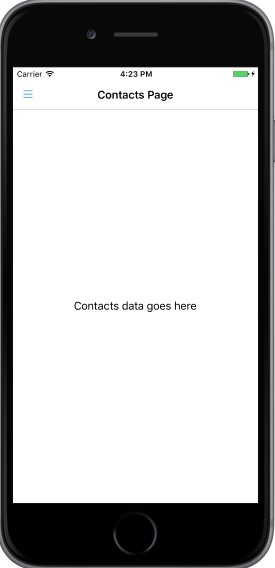 Carrier 4:23 PM
Contacts Page
Contacts data goes here